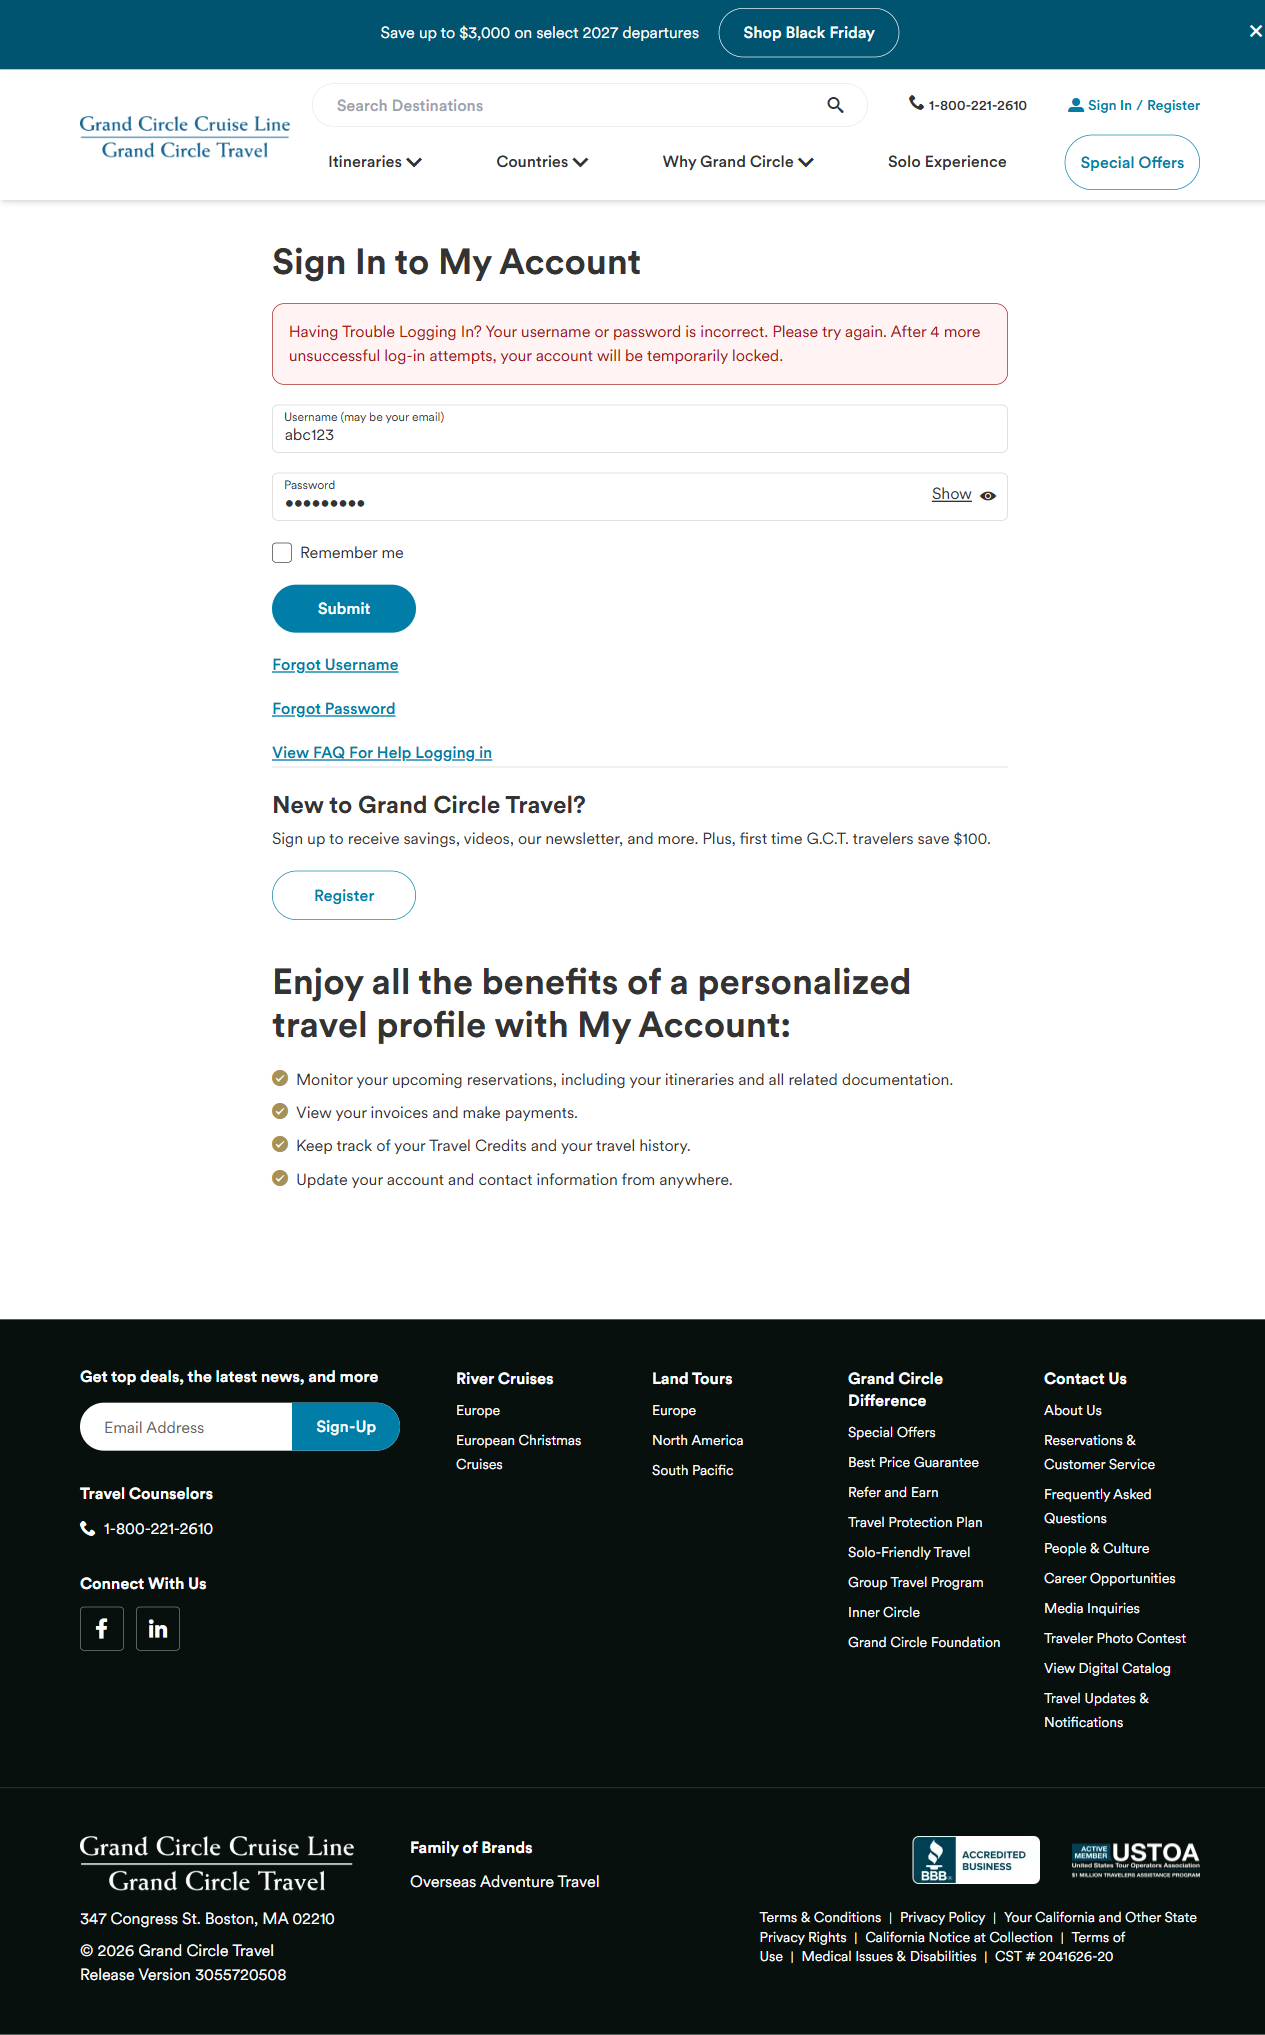 Save up to $3,000 on select 2027 departures
Shop Black Friday
Grand Circle Cruise Line
Grand Circle Travel
Search Destinations
1-800-221-2610
Sign In / Register
Itineraries
Countries
Why Grand Circle
Solo Experience
Special Offers
Sign In to My Account
Having Trouble Logging In? Your username or password is incorrect. Please try again. After 4 more
unsuccessful log-in attempts, your account will be temporarily locked.
Username (may be your email)
abc123
Password
•••••••••
Show
Remember me
Submit
Forgot Username
Forgot Password
View FAQ For Help Logging in
New to Grand Circle Travel?
Sign up to receive savings, videos, our newsletter, and more. Plus, first time G.C.T. travelers save $100.
Register
Enjoy all the benefits of a personalized
travel profile with My Account:
Monitor your upcoming reservations, including your itineraries and all related documentation.
View your invoices and make payments.
Keep track of your Travel Credits and your travel history.
Update your account and contact information from anywhere.
Get top deals, the latest news, and more
Email Address
Sign-Up
Travel Counselors
1-800-221-2610
Connect With Us
River Cruises
Europe
European Christmas
Cruises
Land Tours
Europe
North America
South Pacific
Grand Circle
Difference
Special Offers
Best Price Guarantee
Refer and Earn
Travel Protection Plan
Solo-Friendly Travel
Group Travel Program
Inner Circle
Grand Circle Foundation
Contact Us
About Us
Reservations &
Customer Service
Frequently Asked
Questions
People & Culture
Career Opportunities
Media Inquiries
Traveler Photo Contest
View Digital Catalog
Travel Updates &
Notifications
Grand Circle Cruise Line
Grand Circle Travel
347 Congress St. Boston, MA 02210
© 2026 Grand Circle Travel
Release Version 3055720508
Family of Brands
Overseas Adventure Travel
BBB
ACCREDITED
BUSINESS
ACTIVE
MEMBER
USTOA
United States Tour Operators Association
$1 MILLION TRAVELERS ASSISTANCE PROGRAM
Terms & Conditions | Privacy Policy | Your California and Other State
Privacy Rights | California Notice at Collection | Terms of
Use | Medical Issues & Disabilities | CST # 2041626-20